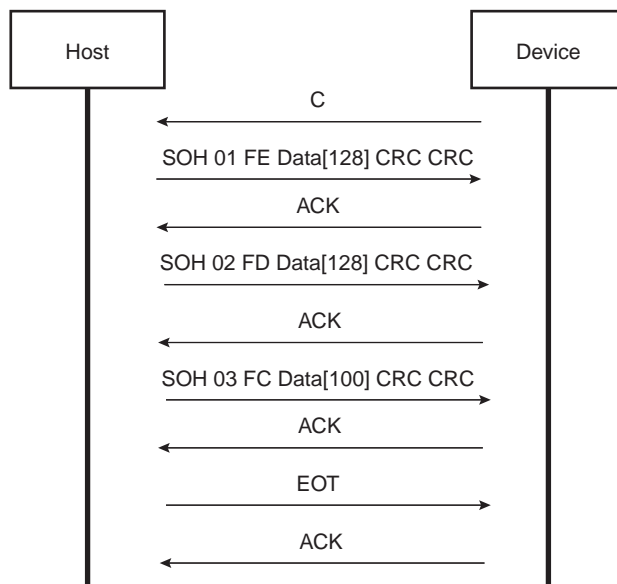 Host
Device
C
SOH 01 FE Data[128] CRC CRC
ACK
SOH 02 FD Data[128] CRC CRC
ACK
SOH 03 FC Data[100] CRC CRC
ACK
EOT
ACK